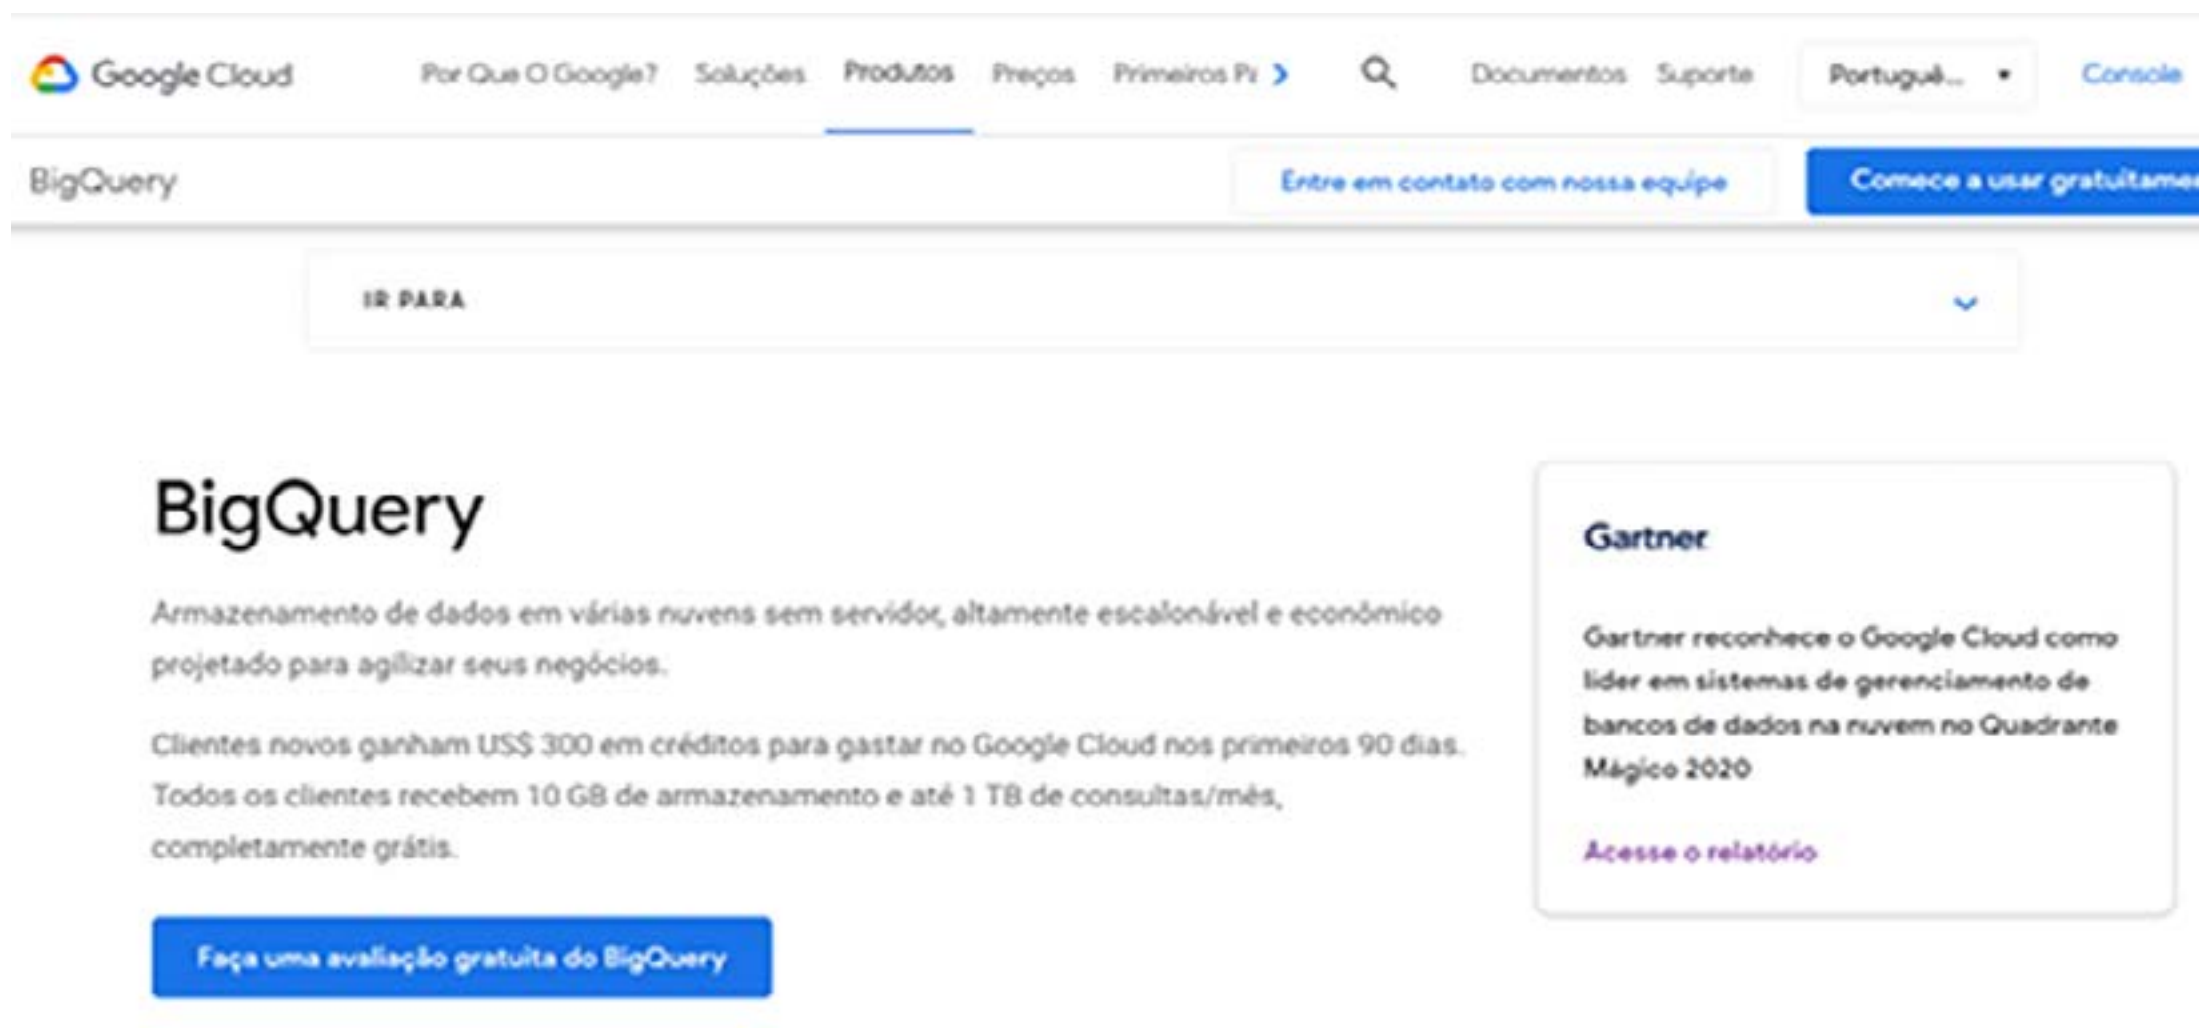 Google Cloud
Por Que O Google? Soluções Produtos Preços Primeiros Pa
Documentos Suporte Portuguê... Console
BigQuery
Entre em contato com nossa equipe
Comece a usar gratuitamen
IR PARA
BigQuery
Armazenamento de dados em várias nuvens sem servidor, altamente escalonável e econômico
projetado para agilizar seus negócios.
Clientes novos ganham US$ 300 em créditos para gastar no Google Cloud nos primeiros 90 dias.
Todos os clientes recebem 10 GB de armazenamento e até 1 TB de consultas/mês,
completamente grátis.
Faça uma avaliação gratuita do BigQuery
Gartner
Gartner reconhece o Google Cloud como
líder em sistemas de gerenciamento de
bancos de dados na nuvem no Quadrante
Mágico 2020
Acesse o relatório